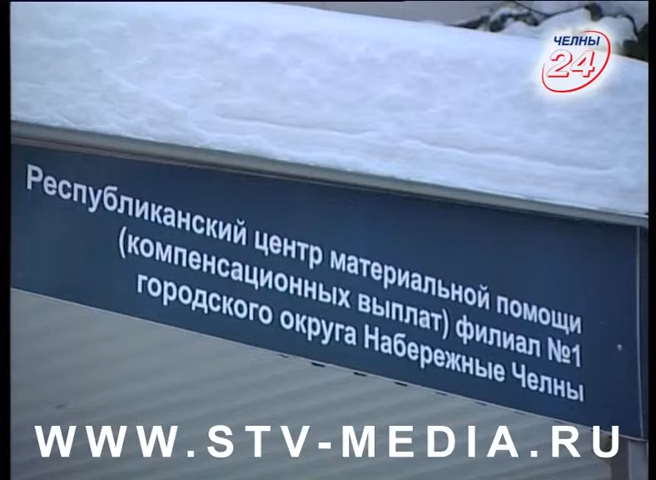 ЧЕЛНЫ
24
Республиканский центр материальной помощи
(компенсационных выплат) филиал №1
городского округа Набережные Челны
WWW.STV-MEDIA.RU